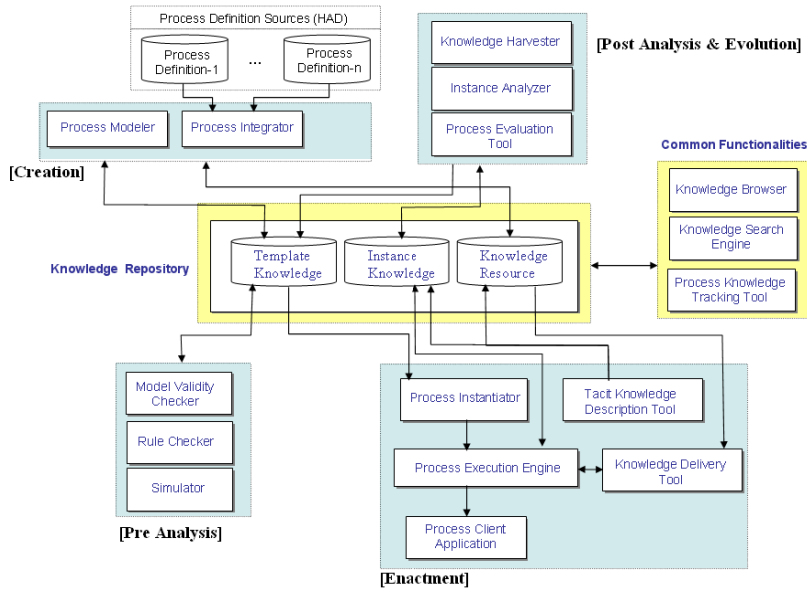 Process Definition Sources (HAD)
Process
Definition-1
...
Process
Definition-n
Process Modeler
Process Integrator
[Creation]
Knowledge Harvester
Instance Analyzer
Process Evaluation
Tool
[Post Analysis & Evolution]
Common Functionalities
Knowledge Browser
Knowledge Search
Engine
Process Knowledge
Tracking Tool
Knowledge Repository
Template
Knowledge
Instance
Knowledge
Knowledge
Resource
Model Validity
Checker
Rule Checker
Simulator
[Pre Analysis]
Process Instantiator
Tacit Knowledge
Description Tool
Process Execution Engine
Knowledge Delivery
Tool
Process Client
Application
[Enactment]